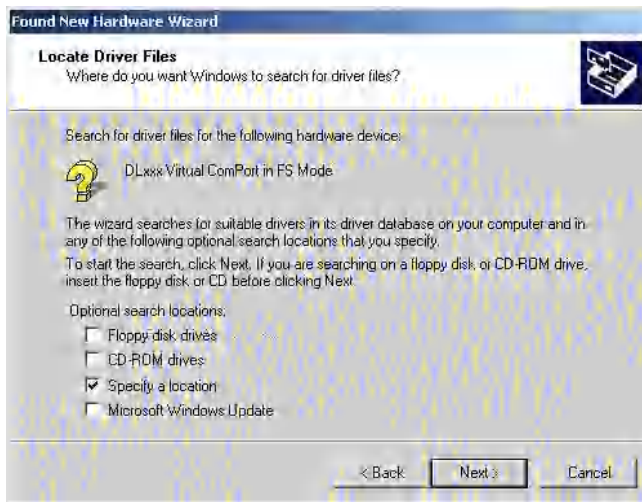 Found New Hardware Wizard
Locate Driver Files
Where do you want Windows to search for driver files?
Search for driver files for the following hardware device:
DLxxx Virtual ComPort in FS Mode
The wizard searches for suitable drivers in its driver database on your computer and in
any of the following optional search locations that you specify.
To start the search, click Next. If you are searching on a floppy disk or CD-ROM drive,
insert the floppy disk or CD before clicking Next.
Optional search locations:
Floppy disk drives
CD-ROM drives
Specify a location
Microsoft Windows Update
< Back Next > Cancel